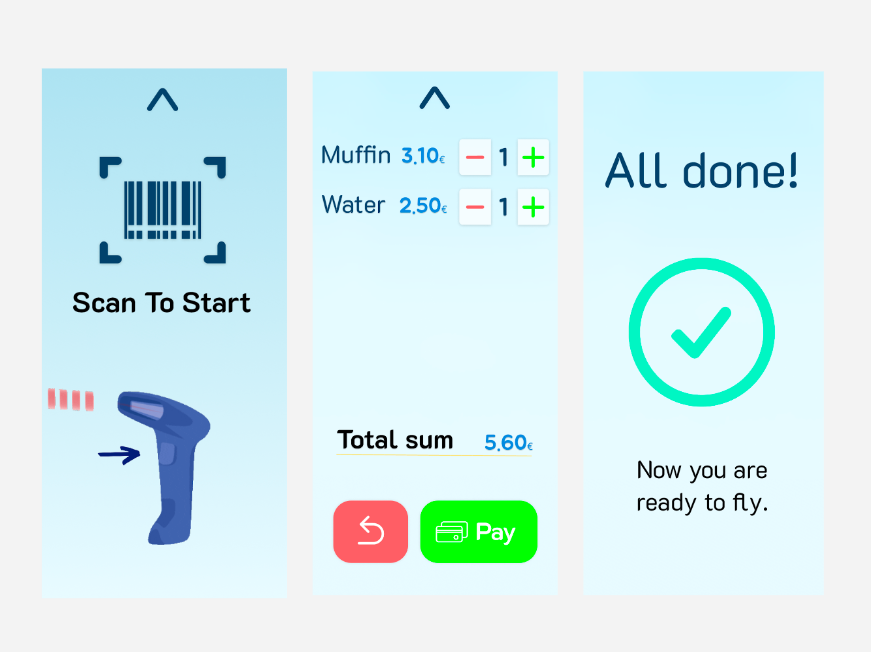 Scan To Start
Muffin 3.10€ 1
Water 2.50€ 1
Total sum 5.60€
Pay
All done!
Now you are
ready to fly.